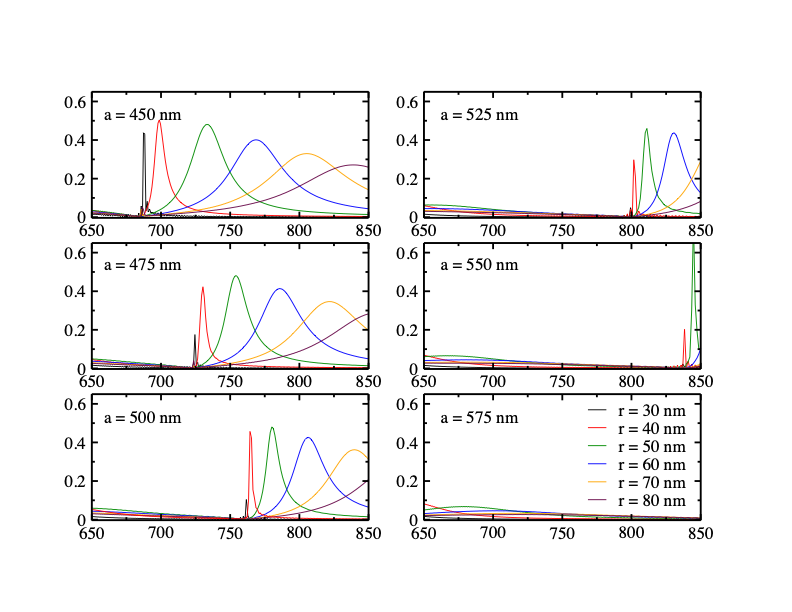 0.6
0.4
0.2
0
a = 450 nm
650 700 750 800 850
0.6
0.4
0.2
0
a = 475 nm
650 700 750 800 850
0.6
0.4
0.2
0
a = 500 nm
650 700 750 800 850
0.6
0.4
0.2
0
a = 525 nm
650 700 750 800 850
0.6
0.4
0.2
0
a = 550 nm
650 700 750 800 850
0.6
0.4
0.2
0
a = 575 nm
r = 30 nm
r = 40 nm
r = 50 nm
r = 60 nm
r = 70 nm
r = 80 nm
650 700 750 800 850